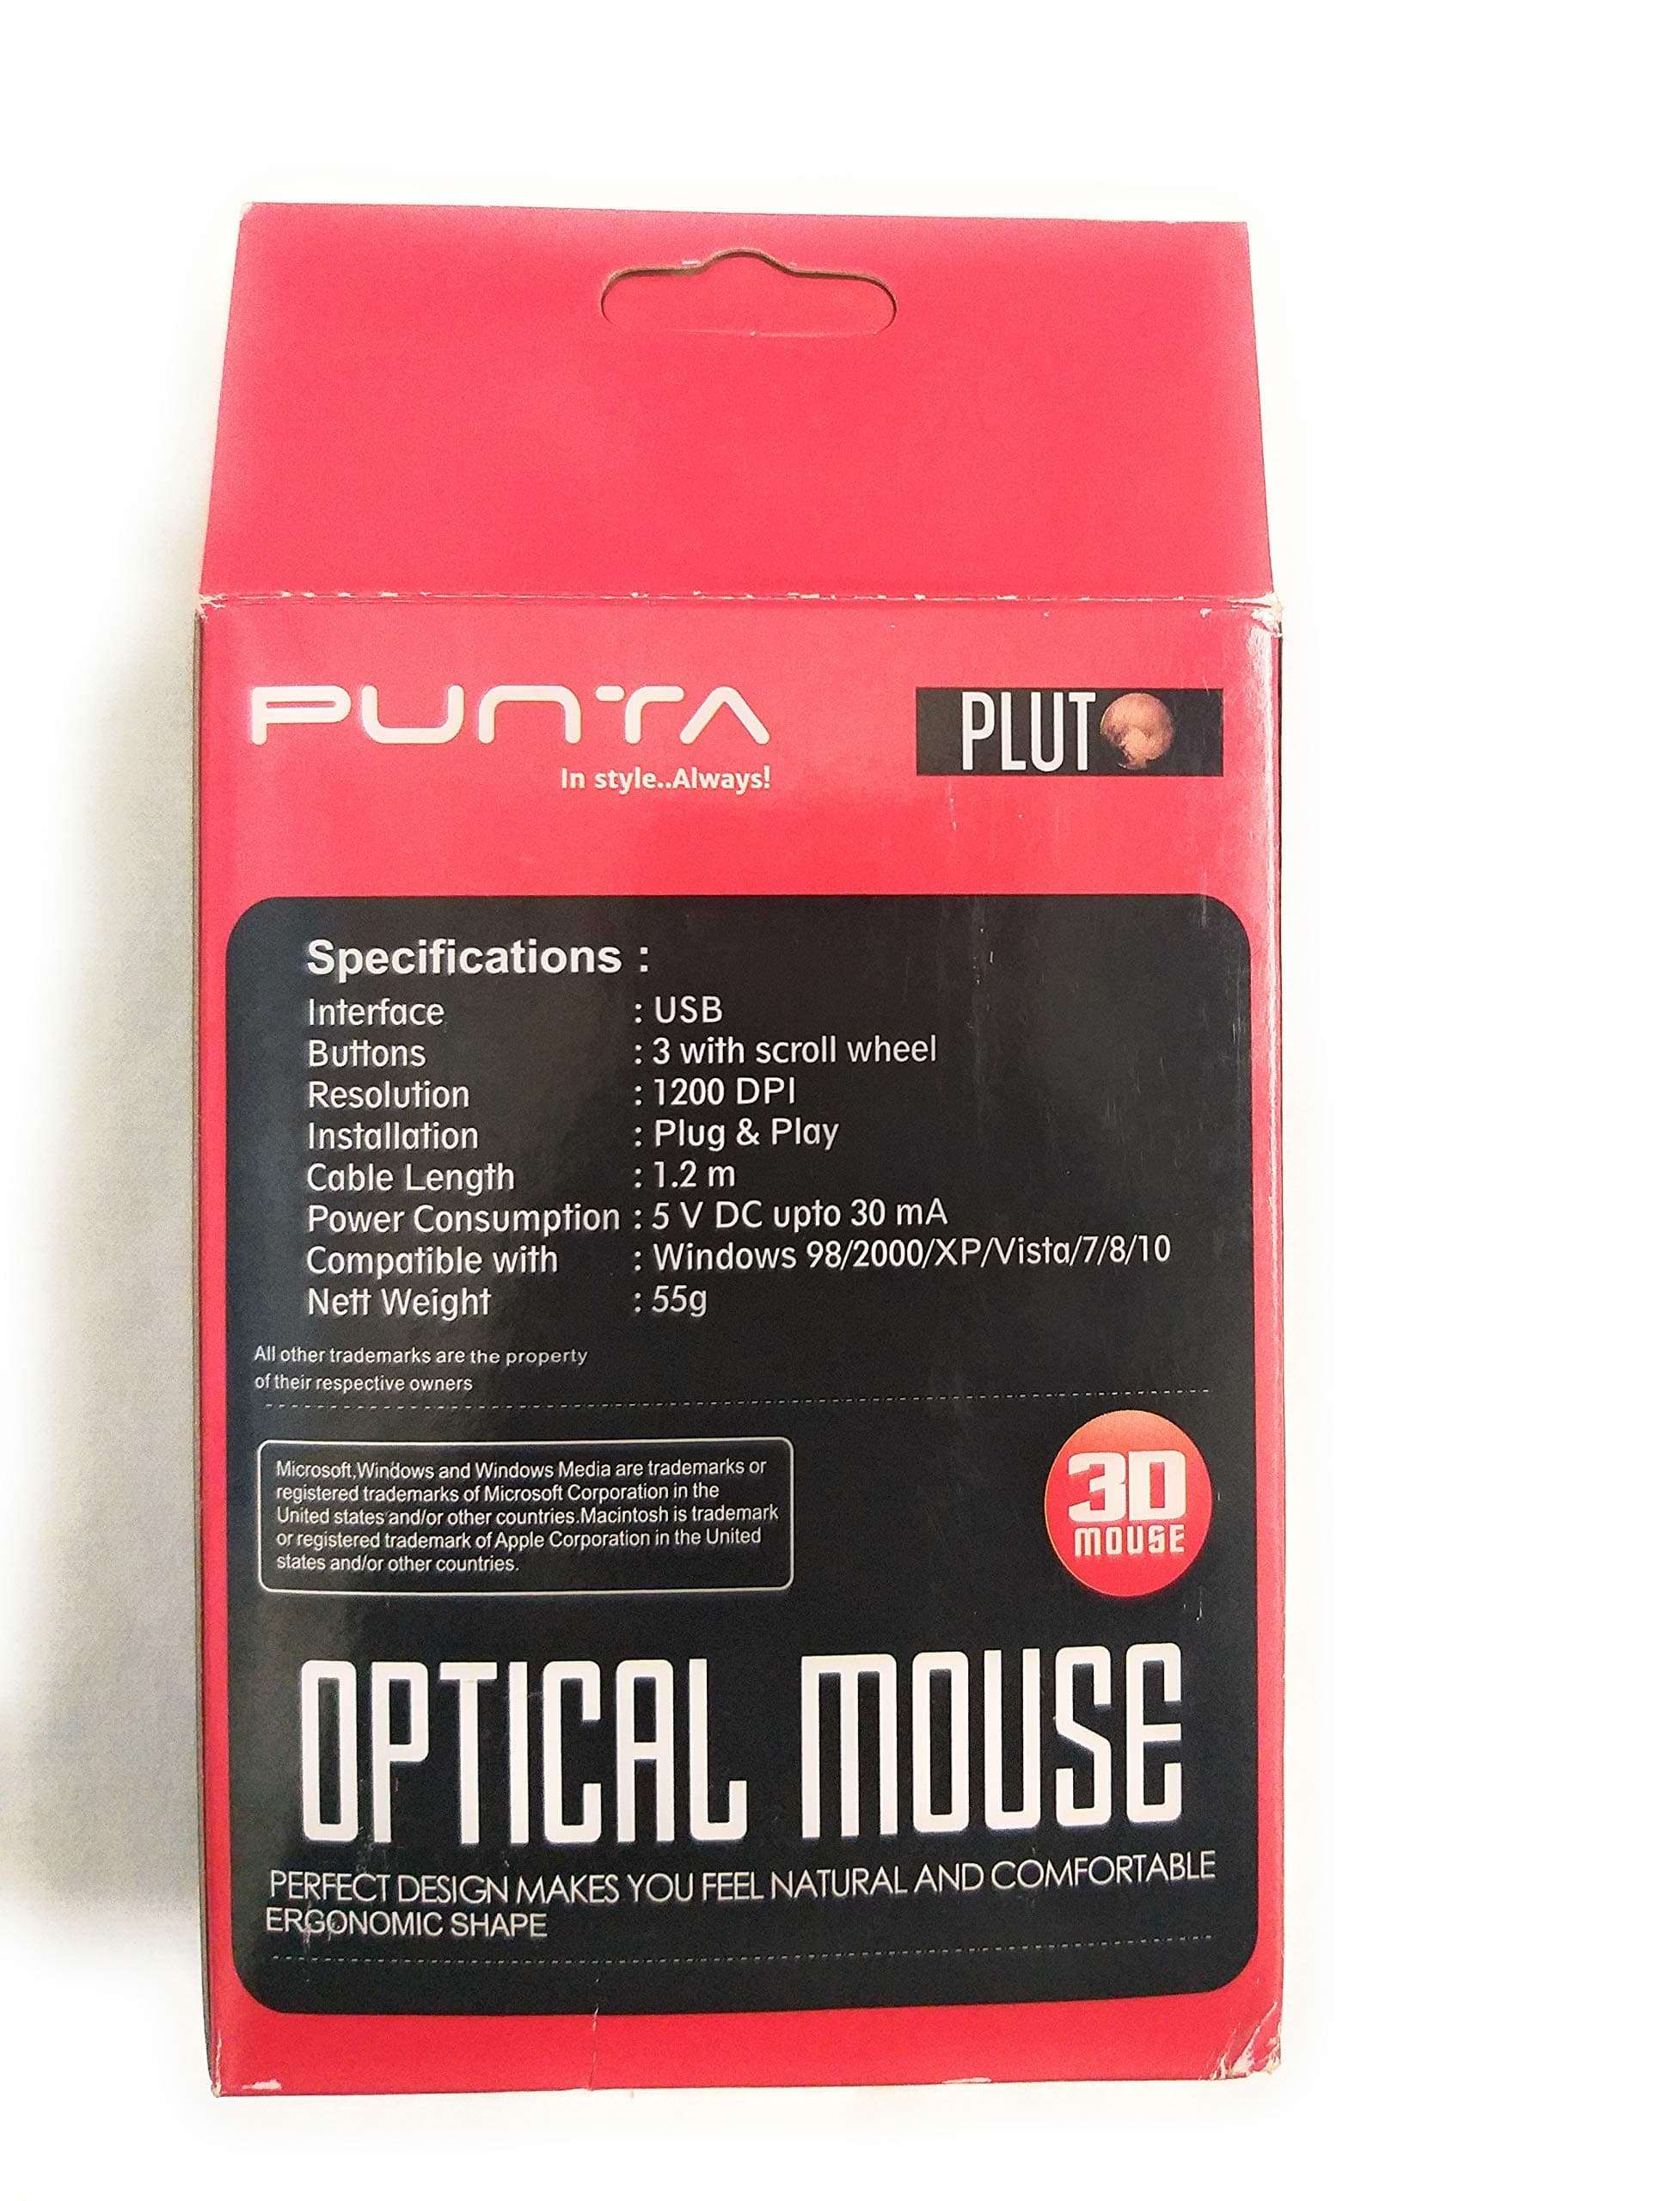 PUNTA
In style..Always!
PLUTO
Specifications :
Interface : USB
Buttons : 3 with scroll wheel
Resolution : 1200 DPI
Installation : Plug & Play
Cable Length : 1.2 m
Power Consumption : 5 V DC upto 30 mA
Compatible with : Windows 98/2000/XP/Vista/7/8/10
Nett Weight : 55g
All other trademarks are the property
of their respective owners
Microsoft,Windows and Windows Media are trademarks or
registered trademarks of Microsoft Corporation in the
United states and/or other countries.Macintosh is trademark
or registered trademark of Apple Corporation in the United
states and/or other countries.
3D
MOUSE
OPTICAL MOUSE
PERFECT DESIGN MAKES YOU FEEL NATURAL AND COMFORTABLE
ERGONOMIC SHAPE